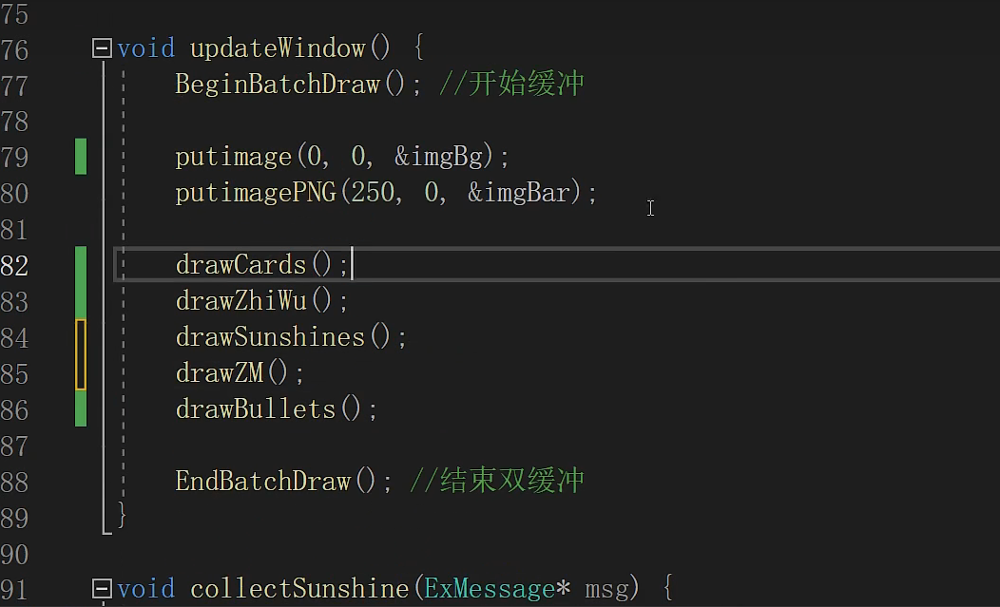 75
76 void updateWindow() {
77 BeginBatchDraw(); //开始缓冲
78
79 putimage(0, 0, &imgBg);
80 putimagePNG(250, 0, &imgBar);
81
82 drawCards();
83 drawZhiWu();
84 drawSunshines();
85 drawZM();
86 drawBullets();
87
88 EndBatchDraw(); //结束双缓冲
89 }
90
91 void collectSunshine(ExMessage* msg) {